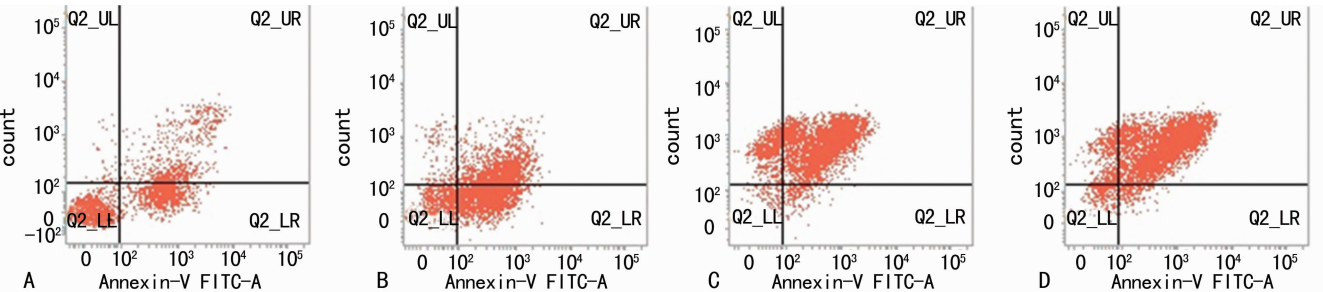 Q2_UL Q2_UR
10⁵
10⁴
10³
10²
0
-10²
count
Q2_LL Q2_LR
0 10² 10³ 10⁴ 10⁵
A Annexin-V FITC-A
Q2_UL Q2_UR
10⁵
10⁴
10³
10²
0
count
Q2_LL Q2_LR
0 10² 10³ 10⁴ 10⁵
B Annexin-V FITC-A
Q2_UL Q2_UR
10⁵
10⁴
10³
10²
0
count
Q2_LL Q2_LR
0 10² 10³ 10⁴ 10⁵
C Annexin-V FITC-A
Q2_UL Q2_UR
10⁵
10⁴
10³
10²
0
count
Q2_LL Q2_LR
0 10² 10³ 10⁴ 10⁵
D Annexin-V FITC-A